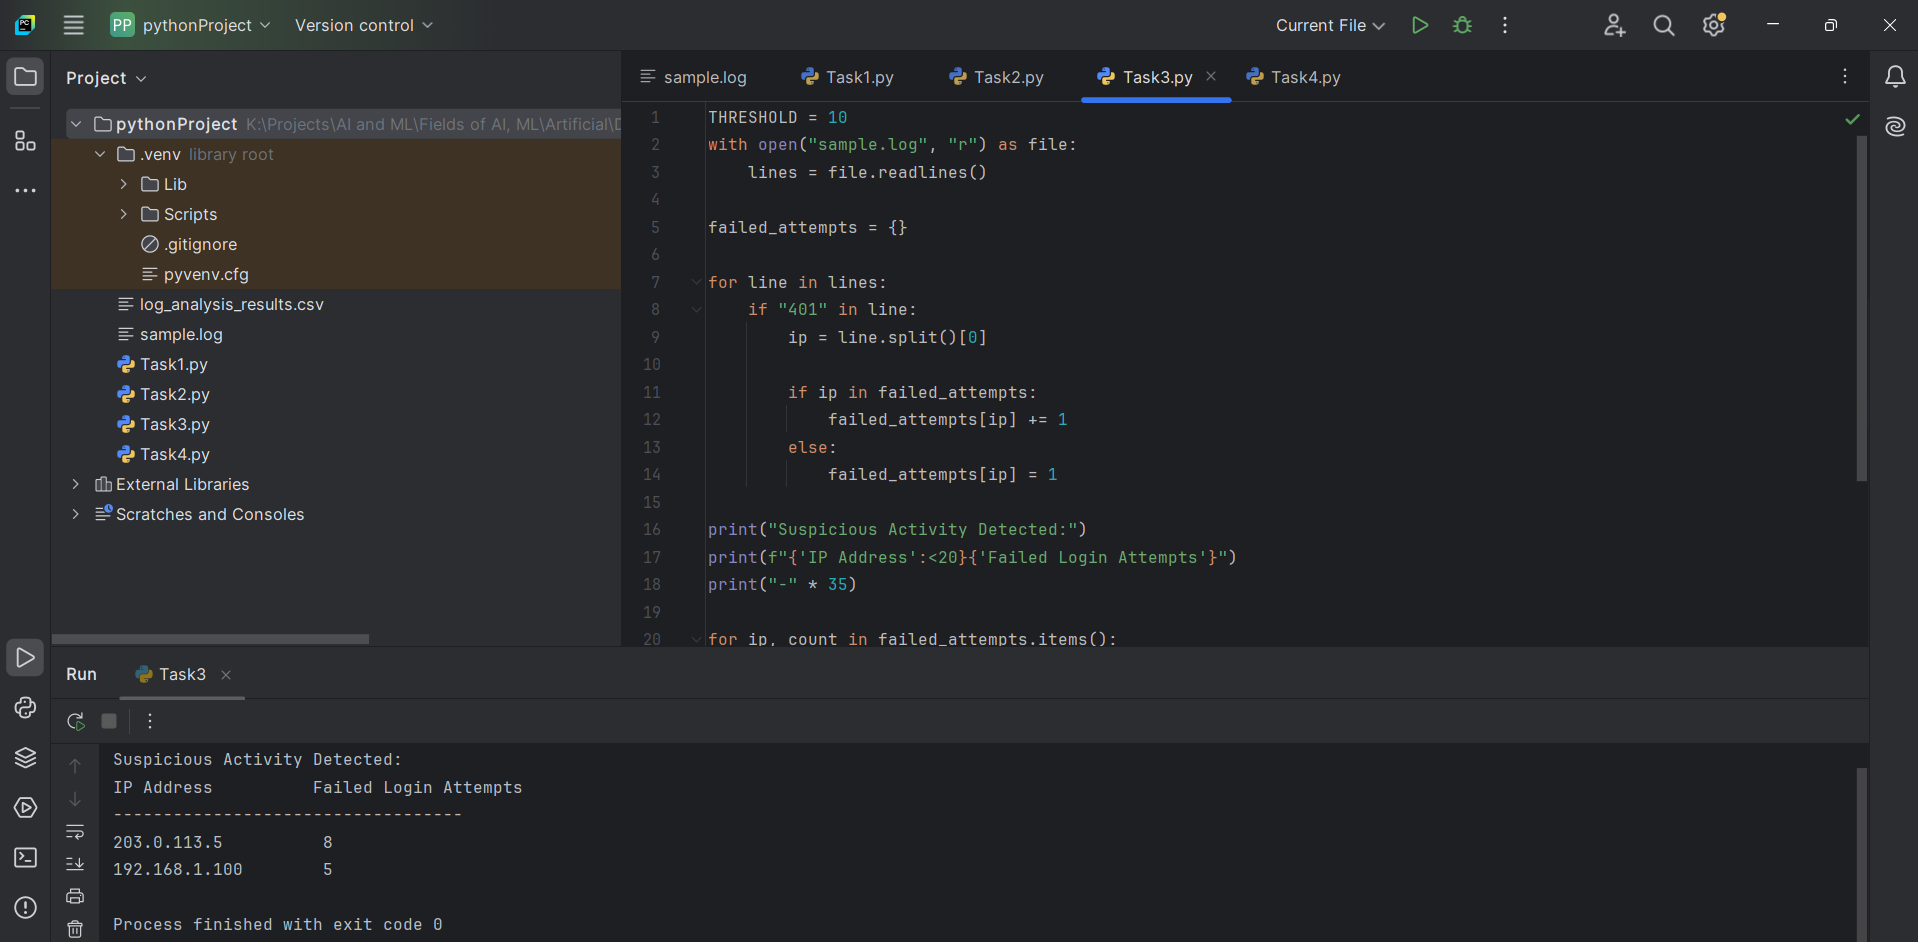 PC
PP pythonProject Version control Current File
Project
pythonProject K:\Projects\AI and ML\Fields of AI, ML\Artificial\
.venv library root
Lib
Scripts
.gitignore
pyvenv.cfg
log_analysis_results.csv
sample.log
Task1.py
Task2.py
Task3.py
Task4.py
External Libraries
Scratches and Consoles
sample.log Task1.py Task2.py Task3.py Task4.py
1 THRESHOLD = 10
2 with open("sample.log", "r") as file:
3     lines = file.readlines()
4
5 failed_attempts = {}
6
7 for line in lines:
8     if "401" in line:
9         ip = line.split()[0]
10
11         if ip in failed_attempts:
12             failed_attempts[ip] += 1
13         else:
14             failed_attempts[ip] = 1
15
16 print("Suspicious Activity Detected:")
17 print(f"{'IP Address':<20}{'Failed Login Attempts'}")
18 print("-" * 35)
19
20 for ip, count in failed_attempts.items():
Run Task3
Suspicious Activity Detected:
IP Address          Failed Login Attempts
-----------------------------------
203.0.113.5          8
192.168.1.100        5
Process finished with exit code 0